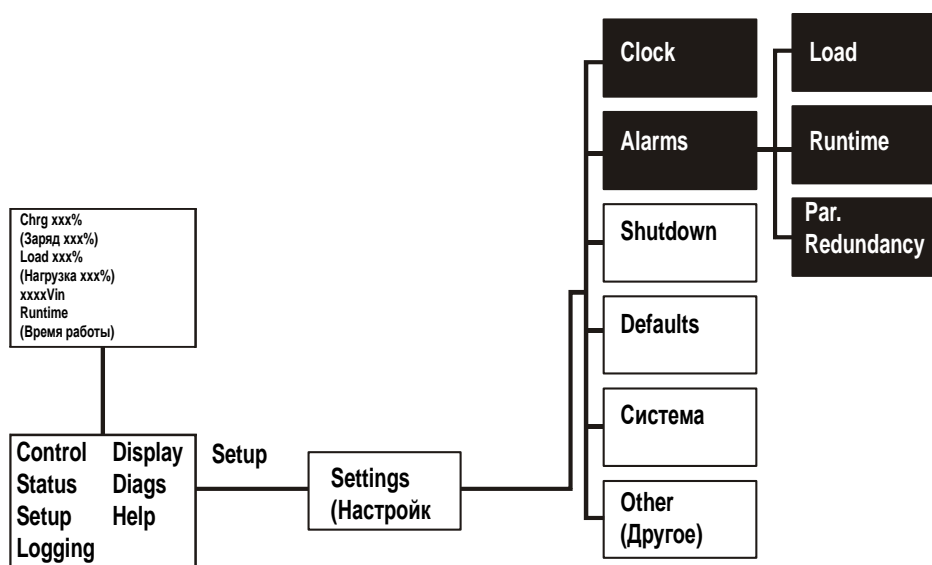 Chrg xxx%
(Заряд xxx%)
Load xxx%
(Нагрузка xxx%)
xxxxVin
Runtime
(Время работы)
Control Display
Status Diags
Setup Help
Logging
Setup
Settings
(Настройк
Clock
Alarms
Shutdown
Defaults
Система
Other
(Другое)
Load
Runtime
Par.
Redundancy